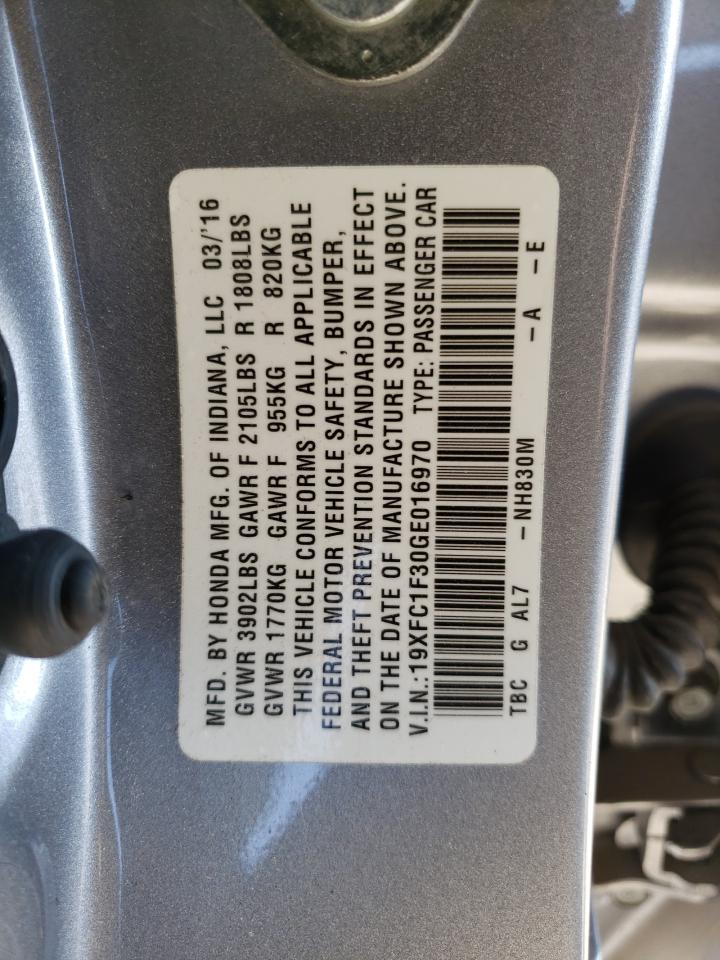 MFD. BY HONDA MFG. OF INDIANA, LLC 03/'16
GVWR 3902LBS GAWR F 2105LBS R 1808LBS
GVWR 1770KG GAWR F 955KG R 820KG
THIS VEHICLE CONFORMS TO ALL APPLICABLE
FEDERAL MOTOR VEHICLE SAFETY, BUMPER,
AND THEFT PREVENTION STANDARDS IN EFFECT
ON THE DATE OF MANUFACTURE SHOWN ABOVE.
V.I.N.:19XFC1F30GE016970 TYPE: PASSENGER CAR
TBC G AL7 -NH830M -A -E